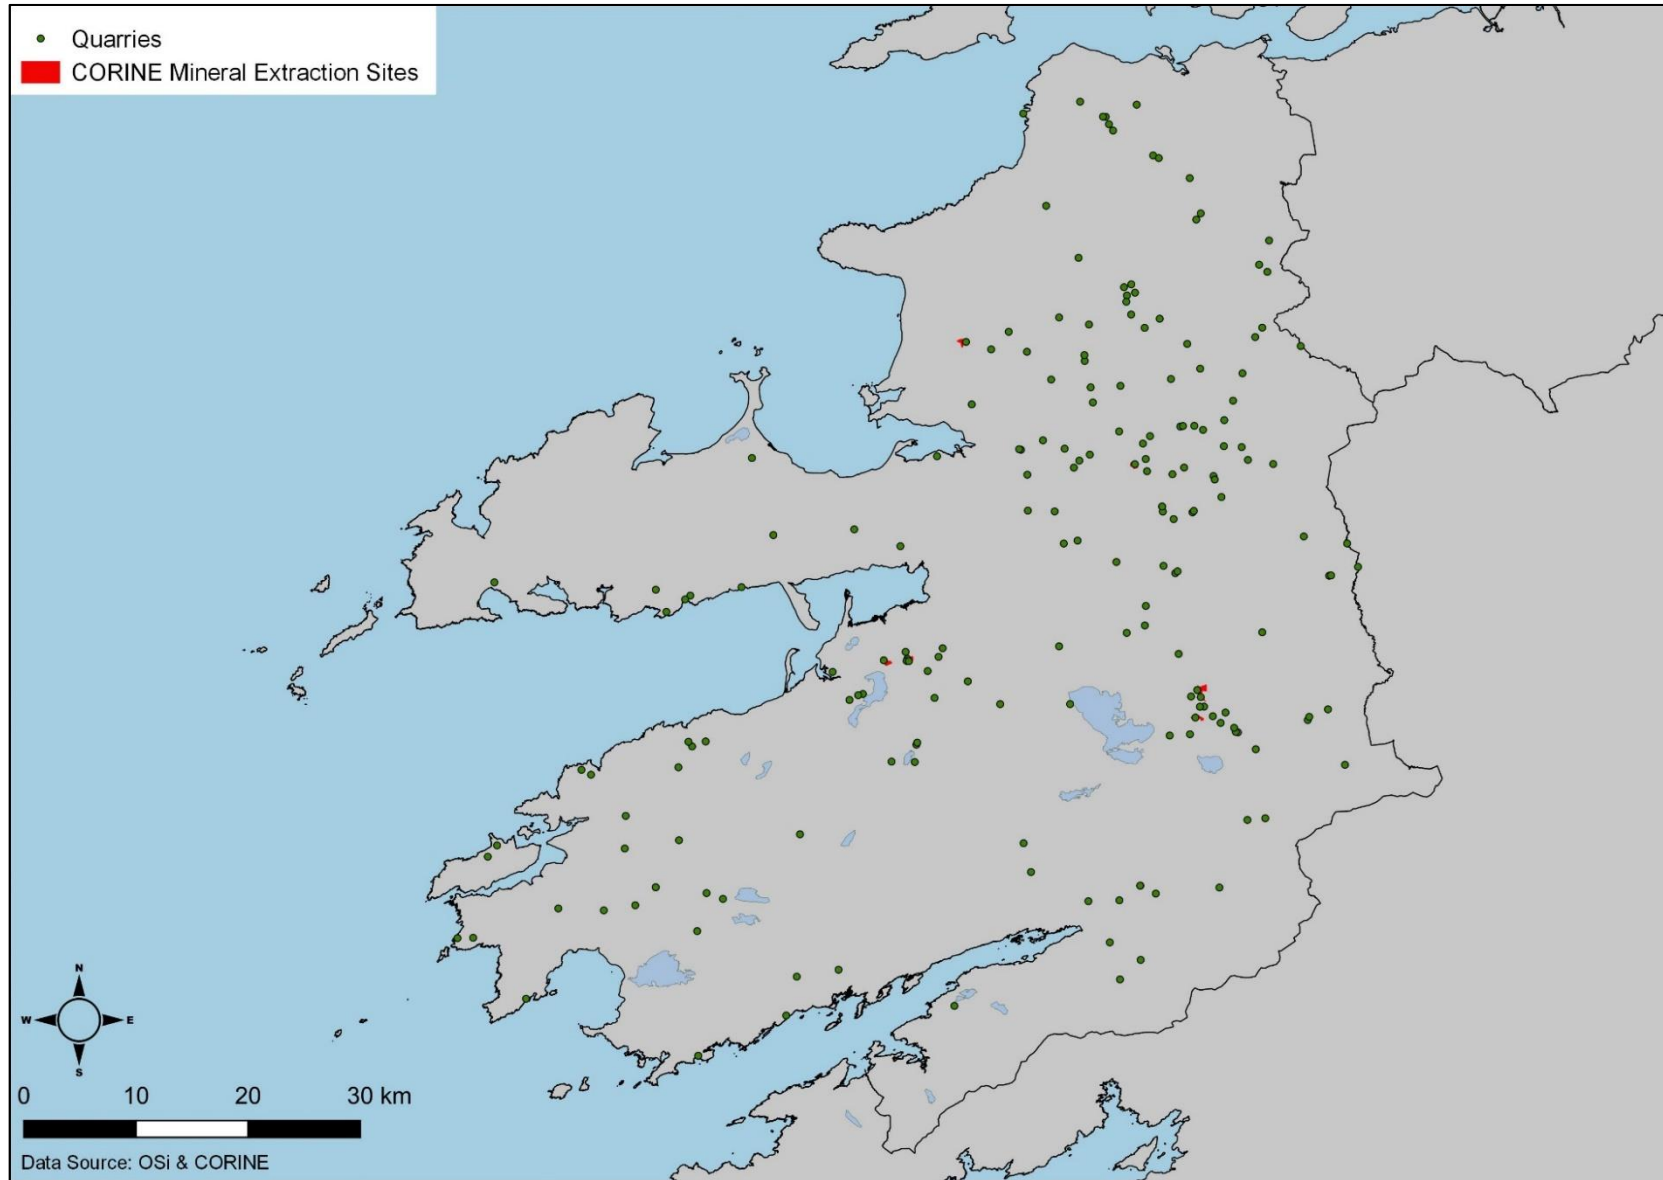 Quarries
CORINE Mineral Extraction Sites
N
W E
S
0 10 20 30 km
Data Source: OSi & CORINE